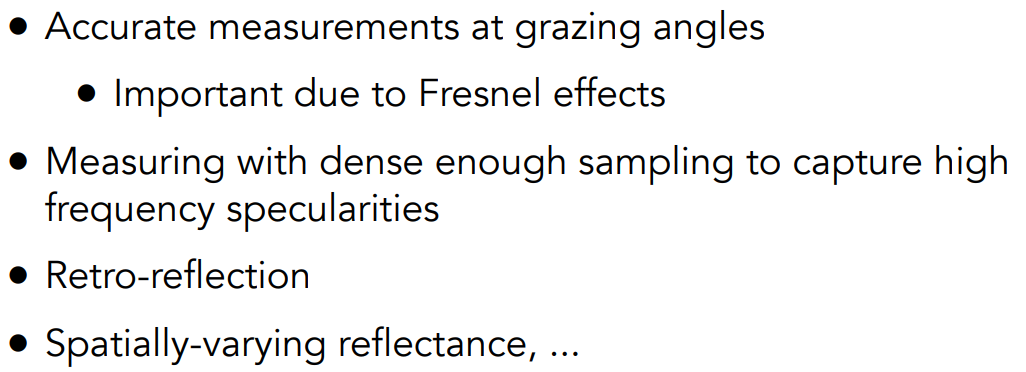 • Accurate measurements at grazing angles
• Important due to Fresnel effects
• Measuring with dense enough sampling to capture high
frequency specularities
• Retro-reflection
• Spatially-varying reflectance, ...